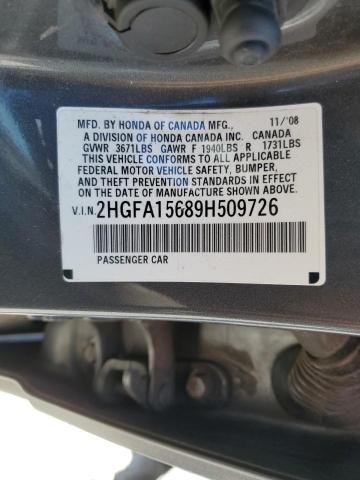 MFD. BY HONDA OF CANADA MFG., 11/'08
A DIVISION OF HONDA CANADA INC. CANADA
GVWR 3671LBS GAWR F 1940LBS R 1731LBS
THIS VEHICLE CONFORMS TO ALL APPLICABLE
FEDERAL MOTOR VEHICLE SAFETY, BUMPER,
AND THEFT PREVENTION STANDARDS IN EFFECT
ON THE DATE OF MANUFACTURE SHOWN ABOVE.
V.I.N. 2HGFA15689H509726
PASSENGER CAR